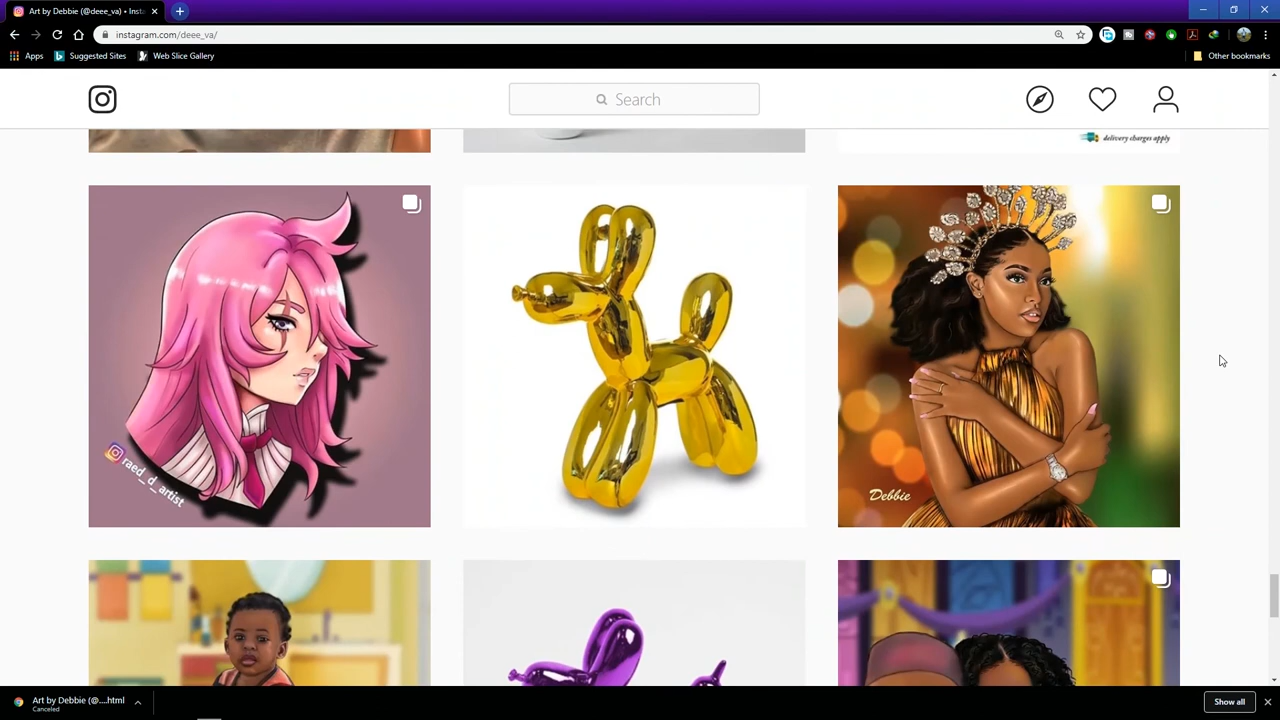 Art by Debbie (@deee_va) • Insta
instagram.com/deee_va/
Apps
Suggested Sites
Web Slice Gallery
Other bookmarks
Search
delivery charges apply
raed_d_artist
Debbie
Art by Debbie (@....html
Canceled
Show all